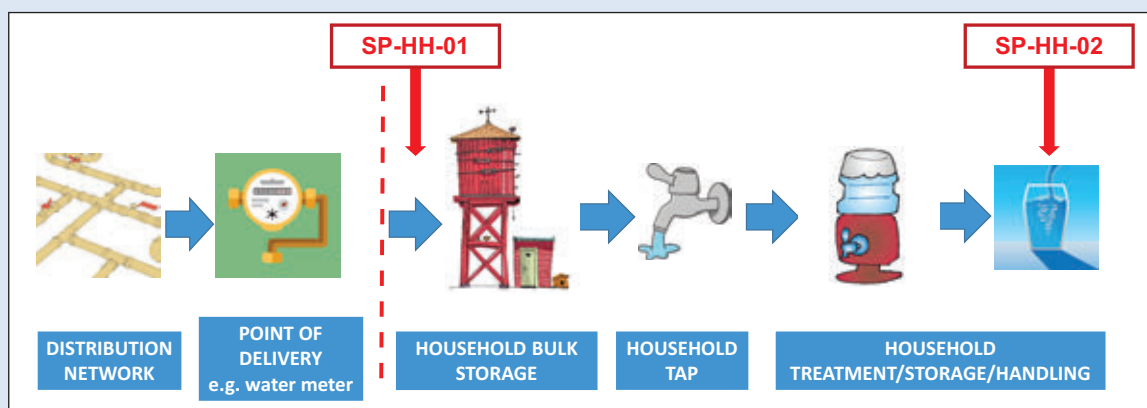 SP-HH-01
SP-HH-02
DISTRIBUTION
NETWORK
POINT OF
DELIVERY
e.g. water meter
HOUSEHOLD BULK
STORAGE
HOUSEHOLD
TAP
HOUSEHOLD
TREATMENT/STORAGE/HANDLING